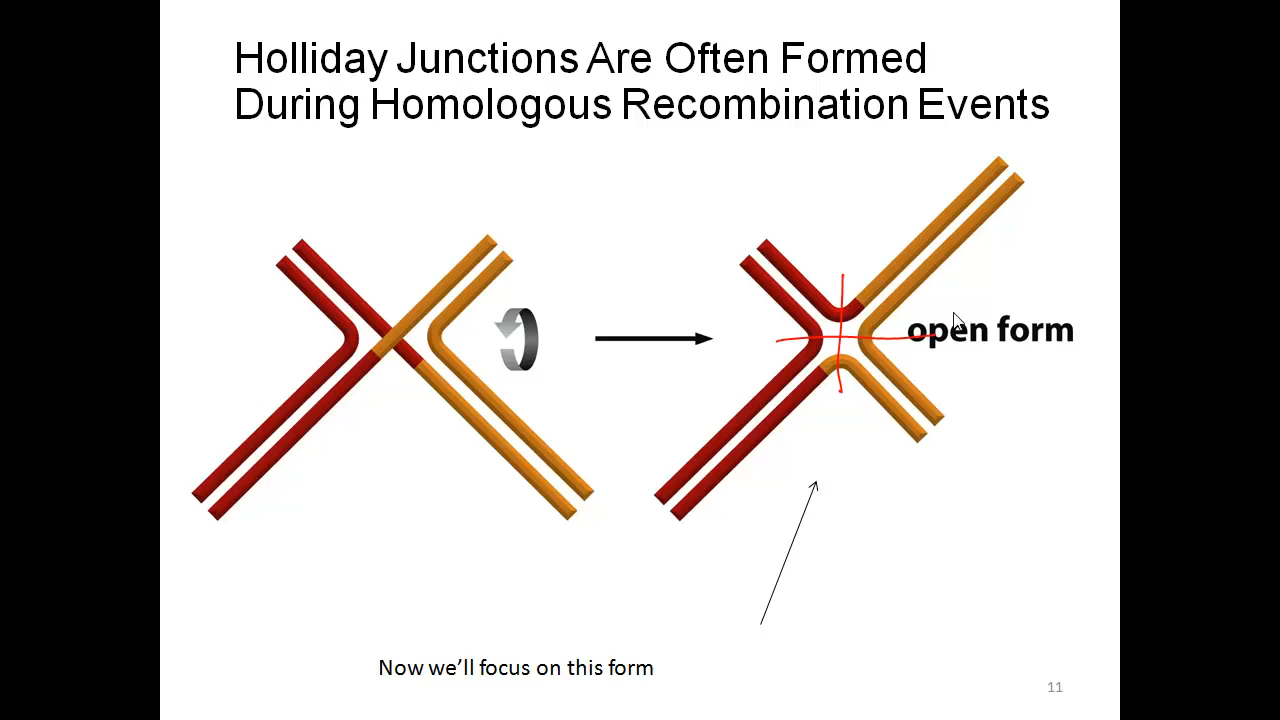 Holliday Junctions Are Often Formed
During Homologous Recombination Events
open form
Now we’ll focus on this form
11